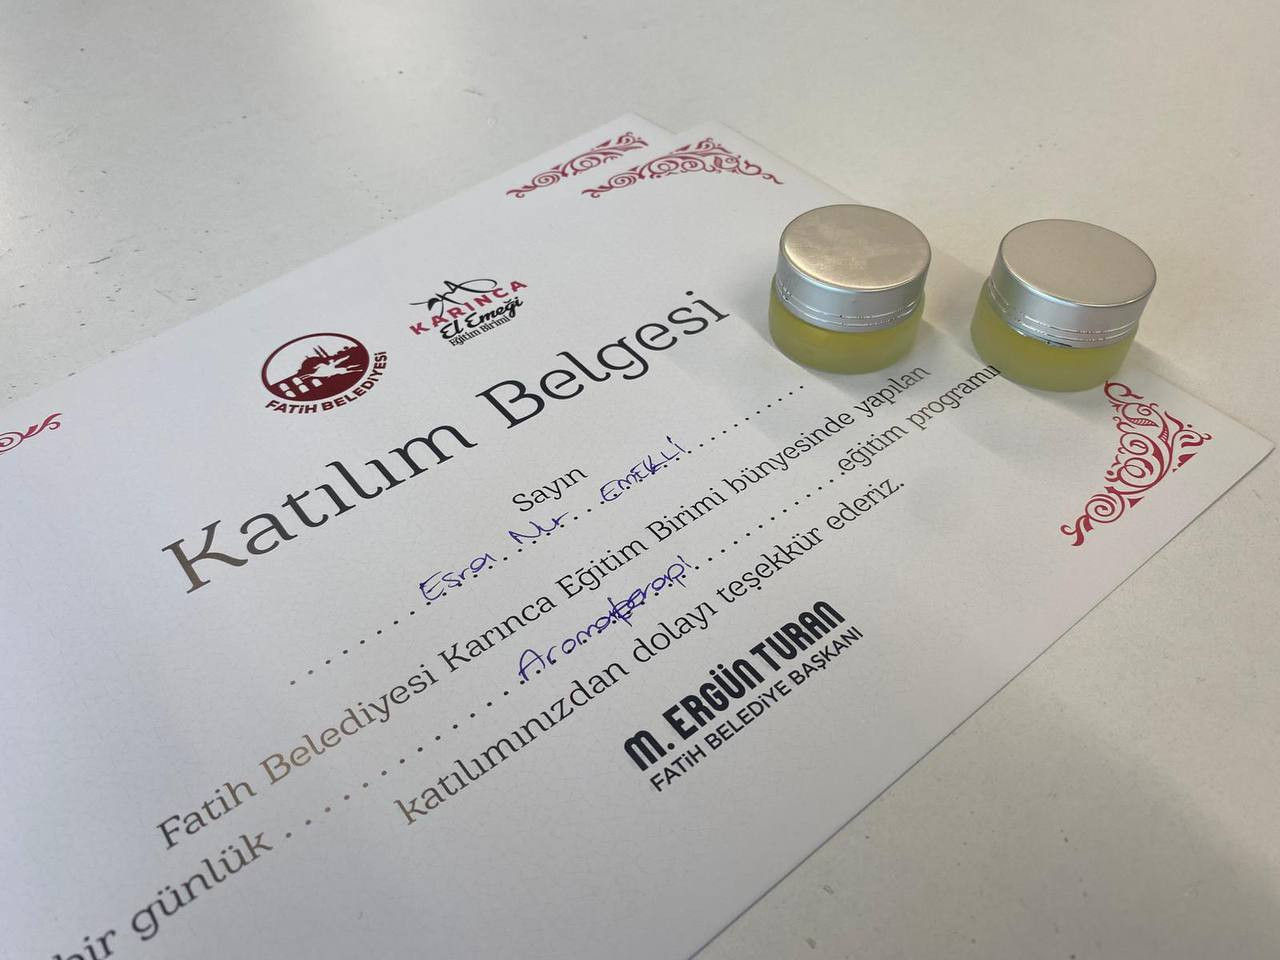 FATİH BELEDİYESİ
KARINCA
El Emeği
Eğitim Birimi
Katılım Belgesi
Sayın
Esra Nur EMEKLİ
Fatih Belediyesi Karınca Eğitim Birimi bünyesinde yapılan
bir günlük Aromaterapi eğitim programı
katılımınızdan dolayı teşekkür ederiz.
M. ERGÜN TURAN
FATİH BELEDİYE BAŞKANI